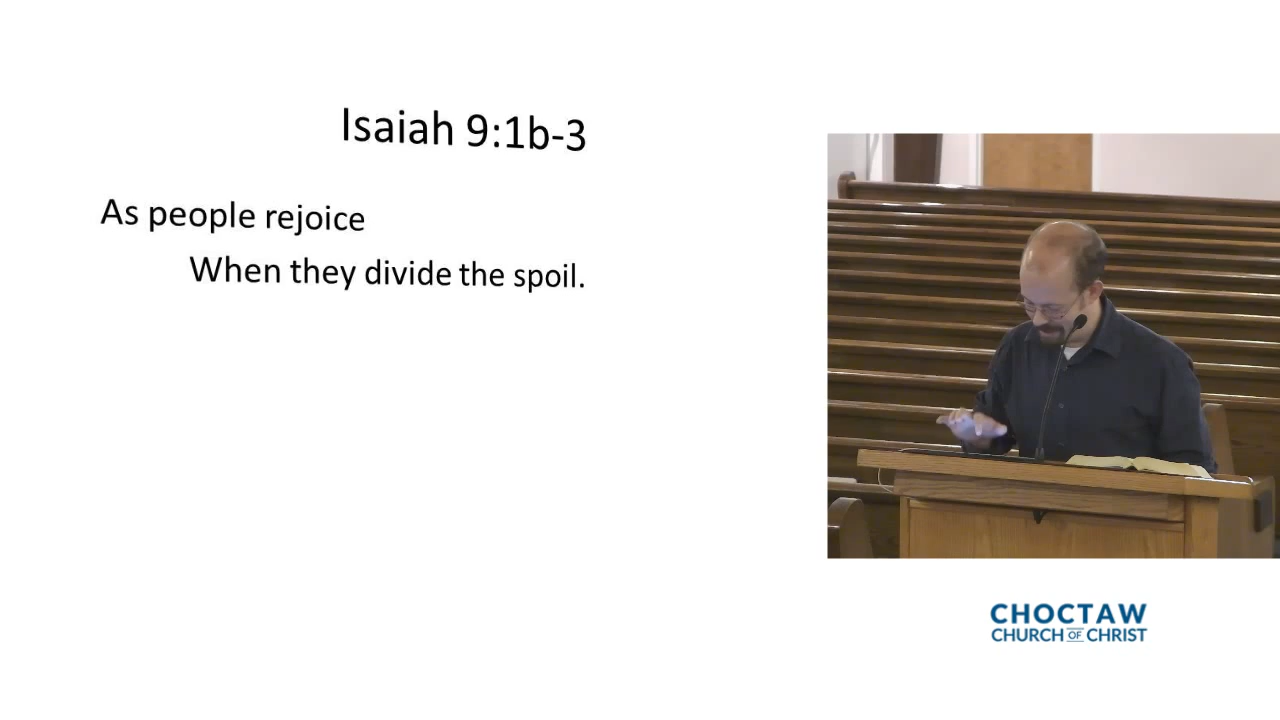 Isaiah 9:1b-3
As people rejoice
When they divide the spoil.
CHOCTAW
CHURCH OF CHRIST